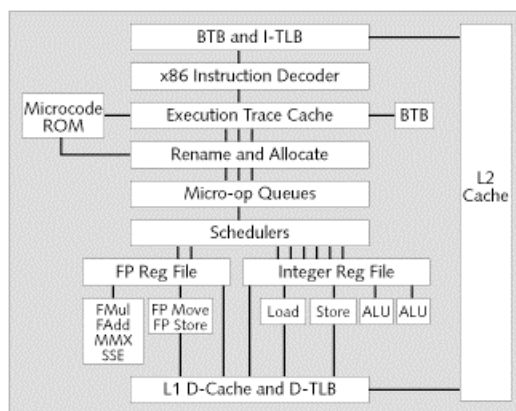 BTB and I-TLB
x86 Instruction Decoder
Microcode
ROM
Execution Trace Cache
BTB
Rename and Allocate
Micro-op Queues
L2
Cache
Schedulers
FP Reg File
Integer Reg File
FMul
FAdd
MMX
SSE
FP Move
FP Store
Load
Store
ALU
ALU
L1 D-Cache and D-TLB